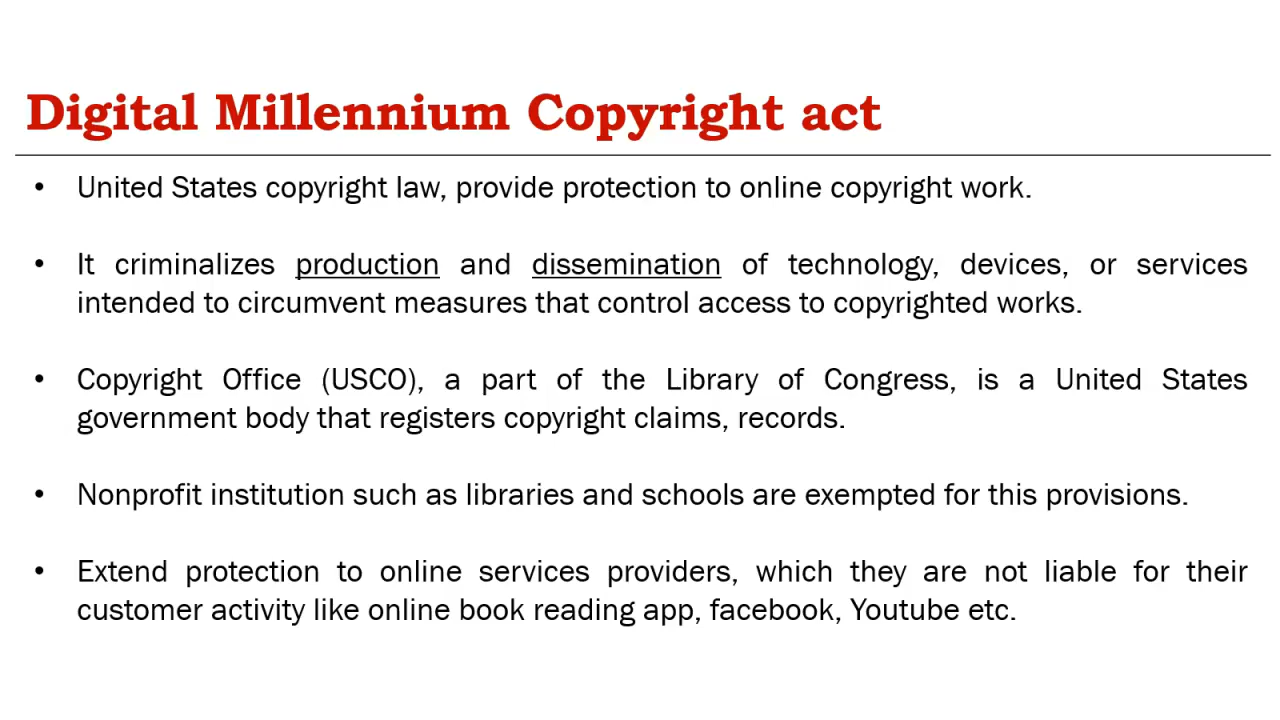 Digital Millennium Copyright act
• United States copyright law, provide protection to online copyright work.
• It criminalizes production and dissemination of technology, devices, or services
intended to circumvent measures that control access to copyrighted works.
• Copyright Office (USCO), a part of the Library of Congress, is a United States
government body that registers copyright claims, records.
• Nonprofit institution such as libraries and schools are exempted for this provisions.
• Extend protection to online services providers, which they are not liable for their
customer activity like online book reading app, facebook, Youtube etc.